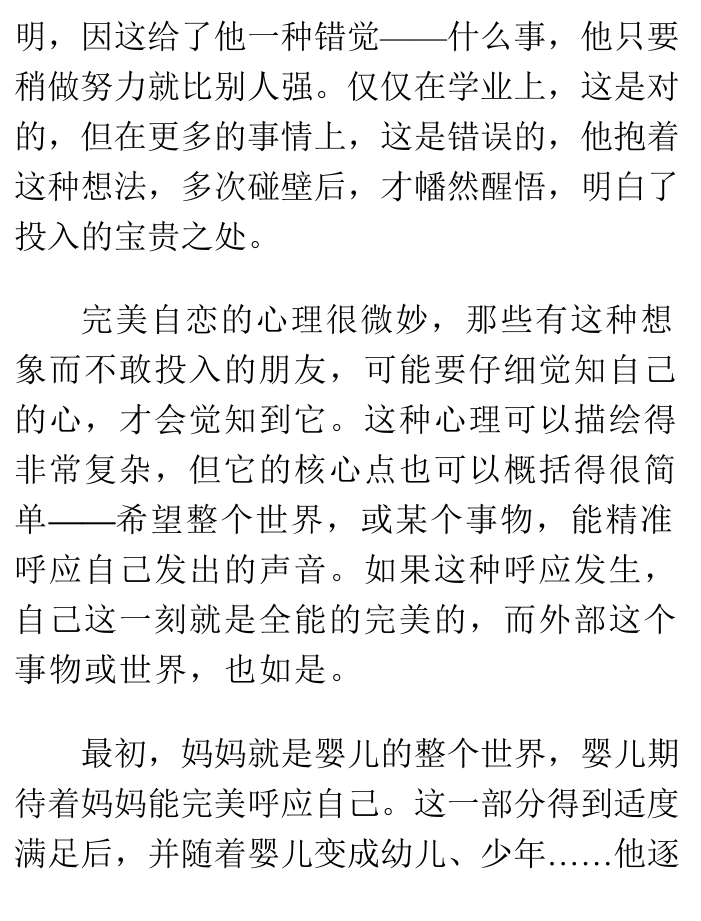 明，因这给了他一种错觉——什么事，他只要
稍做努力就比别人强。仅仅在学业上，这是对
的，但在更多的事情上，这是错误的，他抱着
这种想法，多次碰壁后，才幡然醒悟，明白了
投入的宝贵之处。
完美自恋的心理很微妙，那些有这种想
象而不敢投入的朋友，可能要仔细觉知自己
的心，才会觉知到它。这种心理可以描绘得
非常复杂，但它的核心点也可以概括得很简
单——希望整个世界，或某个事物，能精准
呼应自己发出的声音。如果这种呼应发生，
自己这一刻就是全能的完美的，而外部这个
事物或世界，也如是。
最初，妈妈就是婴儿的整个世界，婴儿期
待着妈妈能完美呼应自己。这一部分得到适度
满足后，并随着婴儿变成幼儿、少年……他逐